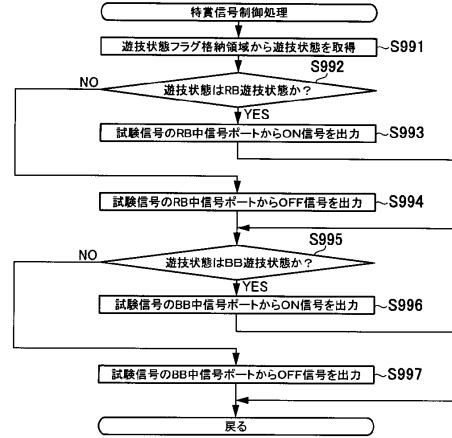 特賞信号制御処理
遊技状態フラグ格納領域から遊技状態を取得 S991
S992
NO 遊技状態はRB遊技状態か?
YES
試験信号のRB中信号ポートからON信号を出力 S993
試験信号のRB中信号ポートからOFF信号を出力 S994
S995
NO 遊技状態はBB遊技状態か?
YES
試験信号のBB中信号ポートからON信号を出力 S996
試験信号のBB中信号ポートからOFF信号を出力 S997
戻る